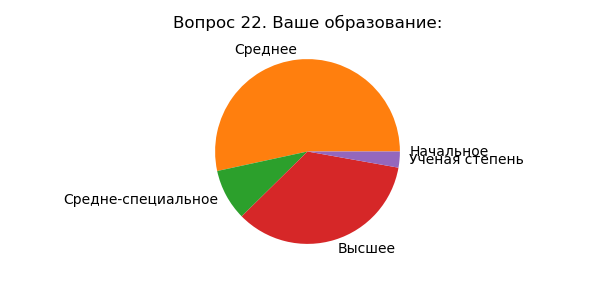 Вопрос 22. Ваше образование:
Среднее
Начальное
Ученая степень
Средне-специальное
Высшее